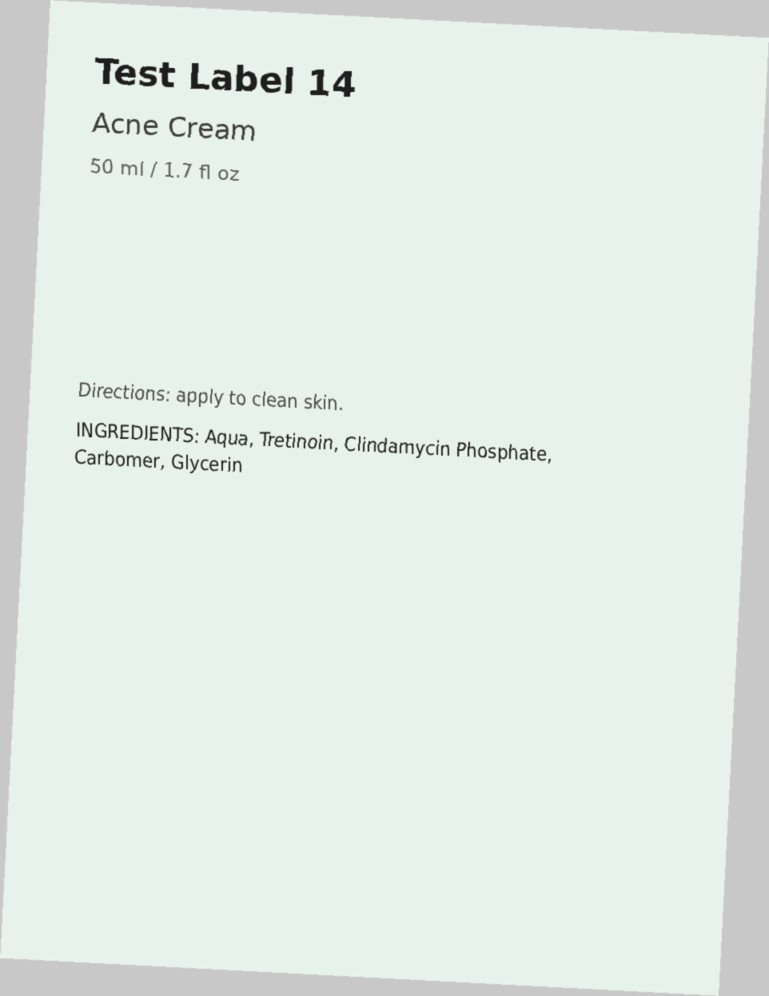 Test Label 14
Acne Cream
50 ml / 1.7 fl oz
Directions: apply to clean skin.
INGREDIENTS: Aqua, Tretinoin, Clindamycin Phosphate,
Carbomer, Glycerin